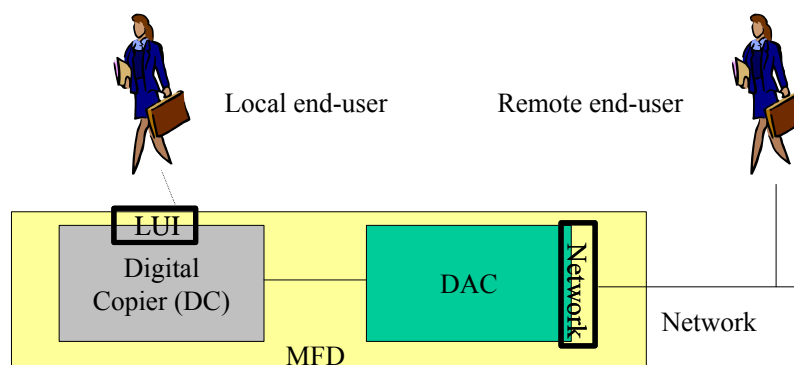 Local end-user
Remote end-user
LUI
Digital
Copier (DC)
DAC
Network
Network
MFD